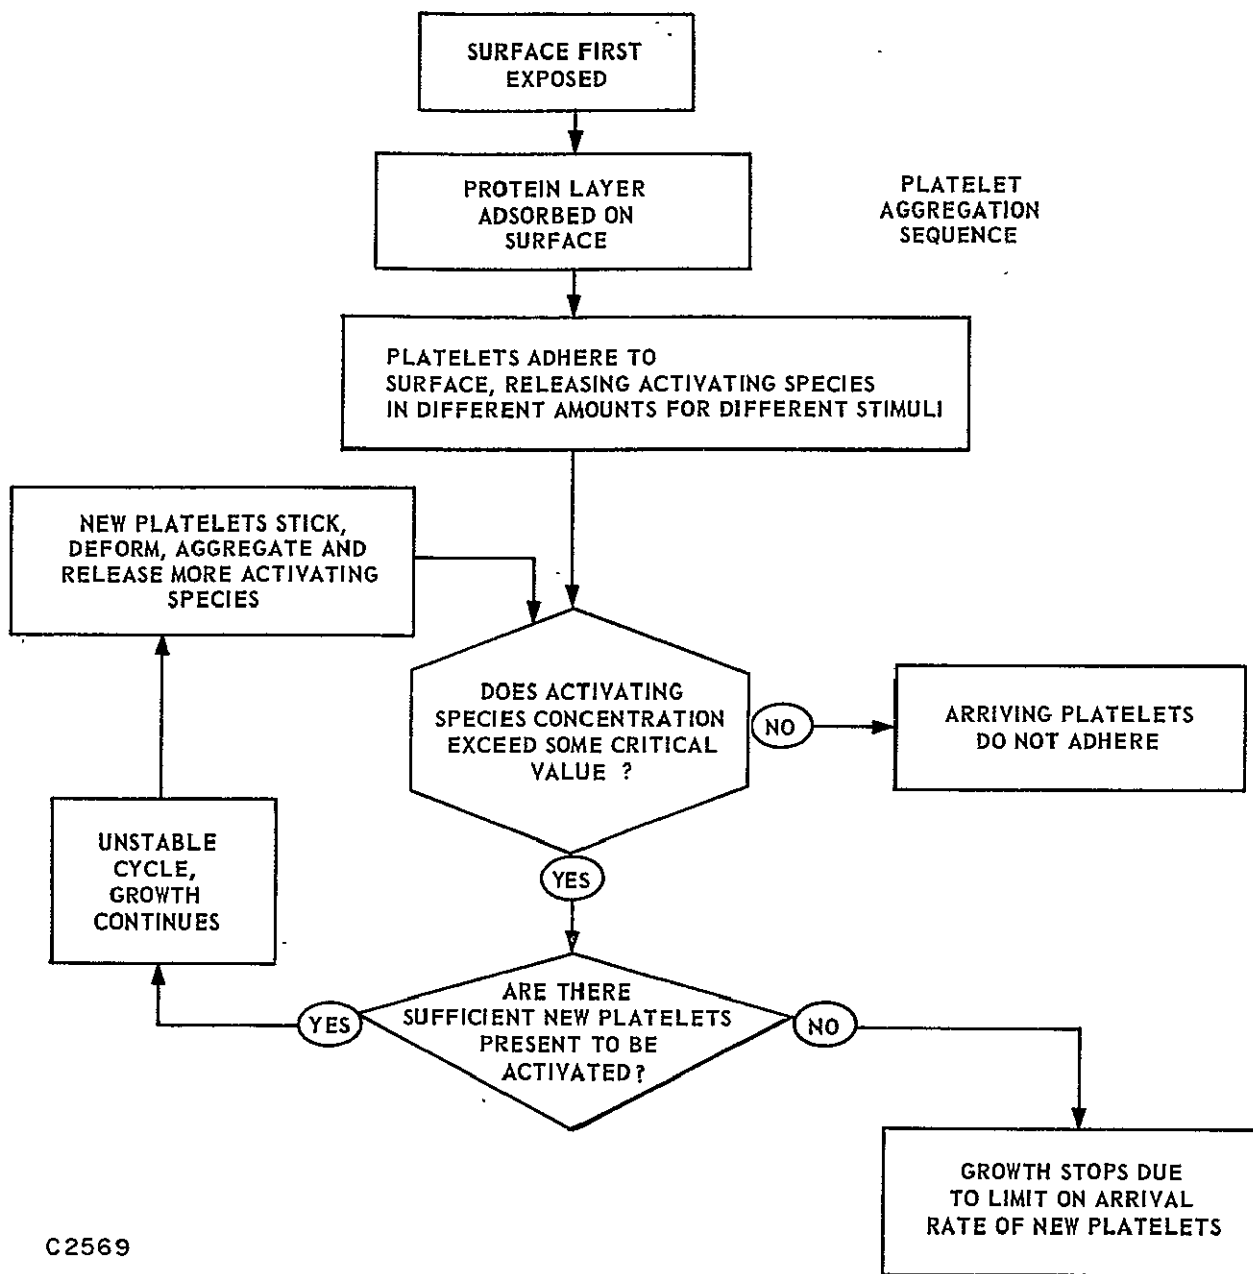 SURFACE FIRST
EXPOSED
PROTEIN LAYER
ADSORBED ON
SURFACE
PLATELET
AGGREGATION
SEQUENCE
PLATELETS ADHERE TO
SURFACE, RELEASING ACTIVATING SPECIES
IN DIFFERENT AMOUNTS FOR DIFFERENT STIMULI
NEW PLATELETS STICK,
DEFORM, AGGREGATE AND
RELEASE MORE ACTIVATING
SPECIES
DOES ACTIVATING
SPECIES CONCENTRATION
EXCEED SOME CRITICAL
VALUE ?
NO
ARRIVING PLATELETS
DO NOT ADHERE
UNSTABLE
CYCLE,
GROWTH
CONTINUES
YES
ARE THERE
SUFFICIENT NEW PLATELETS
PRESENT TO BE
ACTIVATED?
YES
NO
GROWTH STOPS DUE
TO LIMIT ON ARRIVAL
RATE OF NEW PLATELETS
C2569